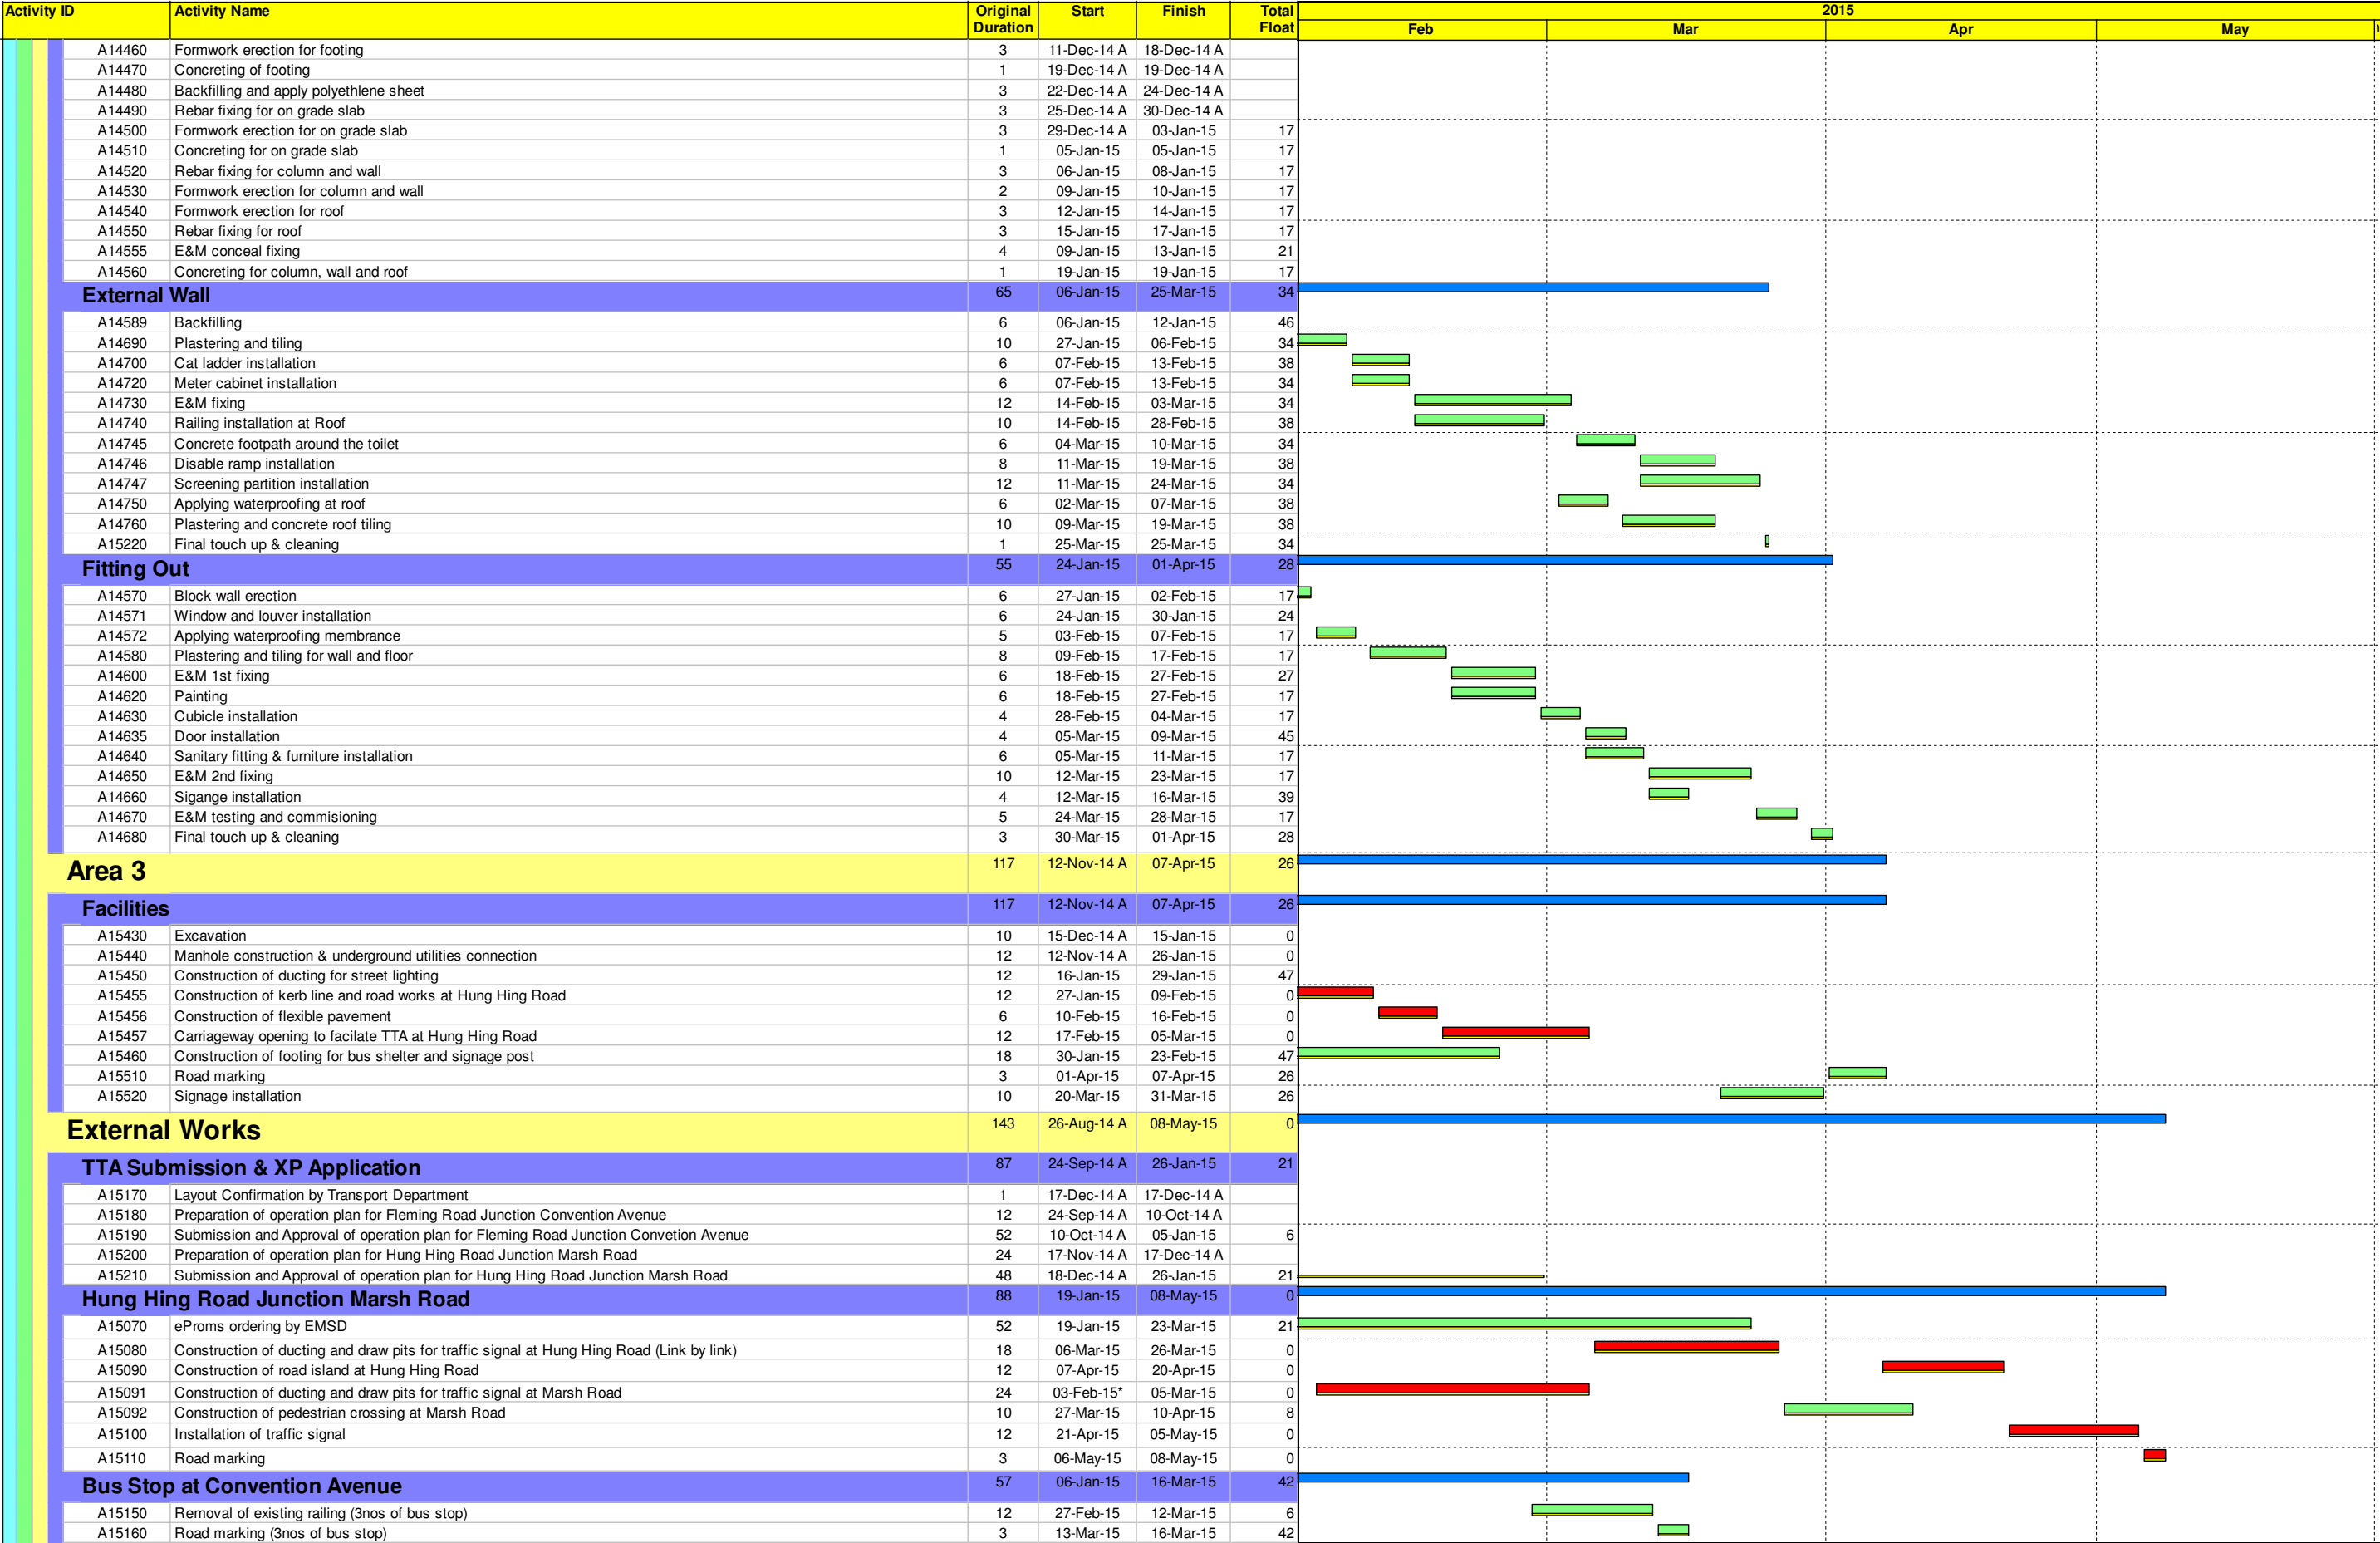 Activity ID Activity Name Original Duration Start Finish Total Float 2015
Feb Mar Apr May
A14460 Formwork erection for footing 3 11-Dec-14 A 18-Dec-14 A
A14470 Concreting of footing 1 19-Dec-14 A 19-Dec-14 A
A14480 Backfilling and apply polyethlene sheet 3 22-Dec-14 A 24-Dec-14 A
A14490 Rebar fixing for on grade slab 3 25-Dec-14 A 30-Dec-14 A
A14500 Formwork erection for on grade slab 3 29-Dec-14 A 03-Jan-15 17
A14510 Concreting for on grade slab 1 05-Jan-15 05-Jan-15 17
A14520 Rebar fixing for column and wall 3 06-Jan-15 08-Jan-15 17
A14530 Formwork erection for column and wall 2 09-Jan-15 10-Jan-15 17
A14540 Formwork erection for roof 3 12-Jan-15 14-Jan-15 17
A14550 Rebar fixing for roof 3 15-Jan-15 17-Jan-15 17
A14555 E&M conceal fixing 4 09-Jan-15 13-Jan-15 21
A14560 Concreting for column, wall and roof 1 19-Jan-15 19-Jan-15 17
External Wall 65 06-Jan-15 25-Mar-15 34
A14589 Backfilling 6 06-Jan-15 12-Jan-15 46
A14690 Plastering and tiling 10 27-Jan-15 06-Feb-15 34
A14700 Cat ladder installation 6 07-Feb-15 13-Feb-15 38
A14720 Meter cabinet installation 6 07-Feb-15 13-Feb-15 34
A14730 E&M fixing 12 14-Feb-15 03-Mar-15 34
A14740 Railing installation at Roof 10 14-Feb-15 28-Feb-15 38
A14745 Concrete footpath around the toilet 6 04-Mar-15 10-Mar-15 34
A14746 Disable ramp installation 8 11-Mar-15 19-Mar-15 38
A14747 Screening partition installation 12 11-Mar-15 24-Mar-15 34
A14750 Applying waterproofing at roof 6 02-Mar-15 07-Mar-15 38
A14760 Plastering and concrete roof tiling 10 09-Mar-15 19-Mar-15 38
A15220 Final touch up & cleaning 1 25-Mar-15 25-Mar-15 34
Fitting Out 55 24-Jan-15 01-Apr-15 28
A14570 Block wall erection 6 27-Jan-15 02-Feb-15 17
A14571 Window and louver installation 6 24-Jan-15 30-Jan-15 24
A14572 Applying waterproofing membrance 5 03-Feb-15 07-Feb-15 17
A14580 Plastering and tiling for wall and floor 8 09-Feb-15 17-Feb-15 17
A14600 E&M 1st fixing 6 18-Feb-15 27-Feb-15 27
A14620 Painting 6 18-Feb-15 27-Feb-15 17
A14630 Cubicle installation 4 28-Feb-15 04-Mar-15 17
A14635 Door installation 4 05-Mar-15 09-Mar-15 45
A14640 Sanitary fitting & furniture installation 6 05-Mar-15 11-Mar-15 17
A14650 E&M 2nd fixing 10 12-Mar-15 23-Mar-15 17
A14660 Sigange installation 4 12-Mar-15 16-Mar-15 39
A14670 E&M testing and commisioning 5 24-Mar-15 28-Mar-15 17
A14680 Final touch up & cleaning 3 30-Mar-15 01-Apr-15 28
Area 3 117 12-Nov-14 A 07-Apr-15 26
Facilities 117 12-Nov-14 A 07-Apr-15 26
A15430 Excavation 10 15-Dec-14 A 15-Jan-15 0
A15440 Manhole construction & underground utilities connection 12 12-Nov-14 A 26-Jan-15 0
A15450 Construction of ducting for street lighting 12 16-Jan-15 29-Jan-15 47
A15455 Construction of kerb line and road works at Hung Hing Road 12 27-Jan-15 09-Feb-15 0
A15456 Construction of flexible pavement 6 10-Feb-15 16-Feb-15 0
A15457 Carriageway opening to facilate TTA at Hung Hing Road 12 17-Feb-15 05-Mar-15 0
A15460 Construction of footing for bus shelter and signage post 18 30-Jan-15 23-Feb-15 47
A15510 Road marking 3 01-Apr-15 07-Apr-15 26
A15520 Signage installation 10 20-Mar-15 31-Mar-15 26
External Works 143 26-Aug-14 A 08-May-15 0
TTA Submission & XP Application 87 24-Sep-14 A 26-Jan-15 21
A15170 Layout Confirmation by Transport Department 1 17-Dec-14 A 17-Dec-14 A
A15180 Preparation of operation plan for Fleming Road Junction Convention Avenue 12 24-Sep-14 A 10-Oct-14 A
A15190 Submission and Approval of operation plan for Fleming Road Junction Convetion Avenue 52 10-Oct-14 A 05-Jan-15 6
A15200 Preparation of operation plan for Hung Hing Road Junction Marsh Road 24 17-Nov-14 A 17-Dec-14 A
A15210 Submission and Approval of operation plan for Hung Hing Road Junction Marsh Road 48 18-Dec-14 A 26-Jan-15 21
Hung Hing Road Junction Marsh Road 88 19-Jan-15 08-May-15 0
A15070 eProms ordering by EMSD 52 19-Jan-15 23-Mar-15 21
A15080 Construction of ducting and draw pits for traffic signal at Hung Hing Road (Link by link) 18 06-Mar-15 26-Mar-15 0
A15090 Construction of road island at Hung Hing Road 12 07-Apr-15 20-Apr-15 0
A15091 Construction of ducting and draw pits for traffic signal at Marsh Road 24 03-Feb-15* 05-Mar-15 0
A15092 Construction of pedestrian crossing at Marsh Road 10 27-Mar-15 10-Apr-15 8
A15100 Installation of traffic signal 12 21-Apr-15 05-May-15 0
A15110 Road marking 3 06-May-15 08-May-15 0
Bus Stop at Convention Avenue 57 06-Jan-15 16-Mar-15 42
A15150 Removal of existing railing (3nos of bus stop) 12 27-Feb-15 12-Mar-15 6
A15160 Road marking (3nos of bus stop) 3 13-Mar-15 16-Mar-15 42